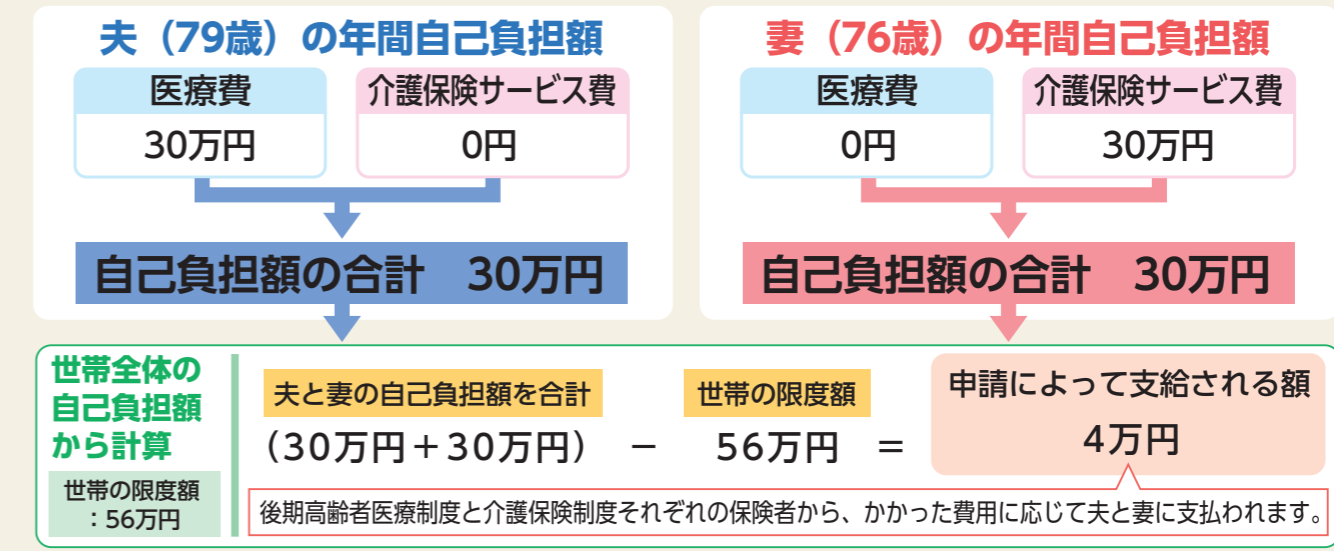 夫（79歳）の年間自己負担額
医療費
30万円
介護保険サービス費
0円
自己負担額の合計　30万円
妻（76歳）の年間自己負担額
医療費
0円
介護保険サービス費
30万円
自己負担額の合計　30万円
世帯全体の
自己負担額
から計算
世帯の限度額
：56万円
夫と妻の自己負担額を合計
世帯の限度額
申請によって支給される額
（30万円＋30万円） － 56万円 ＝ 4万円
後期高齢者医療制度と介護保険制度それぞれの保険者から、かかった費用に応じて夫と妻に支払われます。